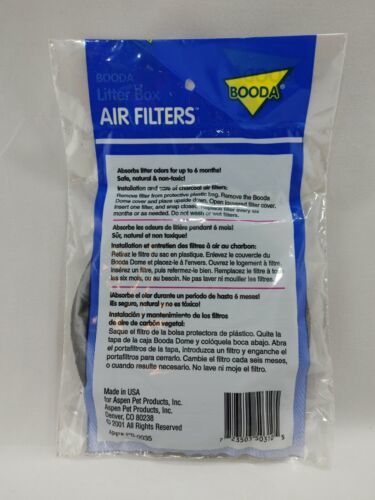 BOODA
Litter Box
AIR FILTERS™
BOODA®
Absorbs litter odors for up to 6 months!
Safe, natural & non-toxic!
Installation and care of charcoal air filters:
Remove filter from protective plastic bag. Remove the Booda
Dome cover and place upside down. Open louvered filter cover.
Insert one filter, and snap closed. Replace filter every six
months or as needed. Do not wash or wet filters.
Absorbe les odeurs de litière pendant 6 mois!
Sûr, natural et non toxique!
Installation et entretien des filtres à air au charbon:
Retirez le filtre du sac en plastique. Enlevez le couvercle du
Booda Dome et placez-le à l'envers. Ouvrez le logement à filtre,
insérez un filtre, puis refermez-le bien. Remplacez le filtre à tous
les six mois, ou au besoin. Ne pas laver ni mouiller les filtres.
¡Absorbe el olor durante un período de hasta 6 meses!
¡Es seguro, natural y no es tóxico!
Instalación y mantenimiento de los filtros
de aire de carbón vegetal:
Saque el filtro de la bolsa protectora de plástico. Quite la
tapa de la caja Booda Dome y colóquela boca abajo. Abra
el portafiltros de la tapa, introduzca un filtro y enganche el
portafiltros para cerrarlo. Cambie el filtro cada seis meses,
o cuando resulte necesario. No lave ni moje el filtro.
Made in USA
for Aspen Pet Products, Inc.
Aspen Pet Products, Inc.
Denver, CO 80238
© 2001 All Rights Reserved